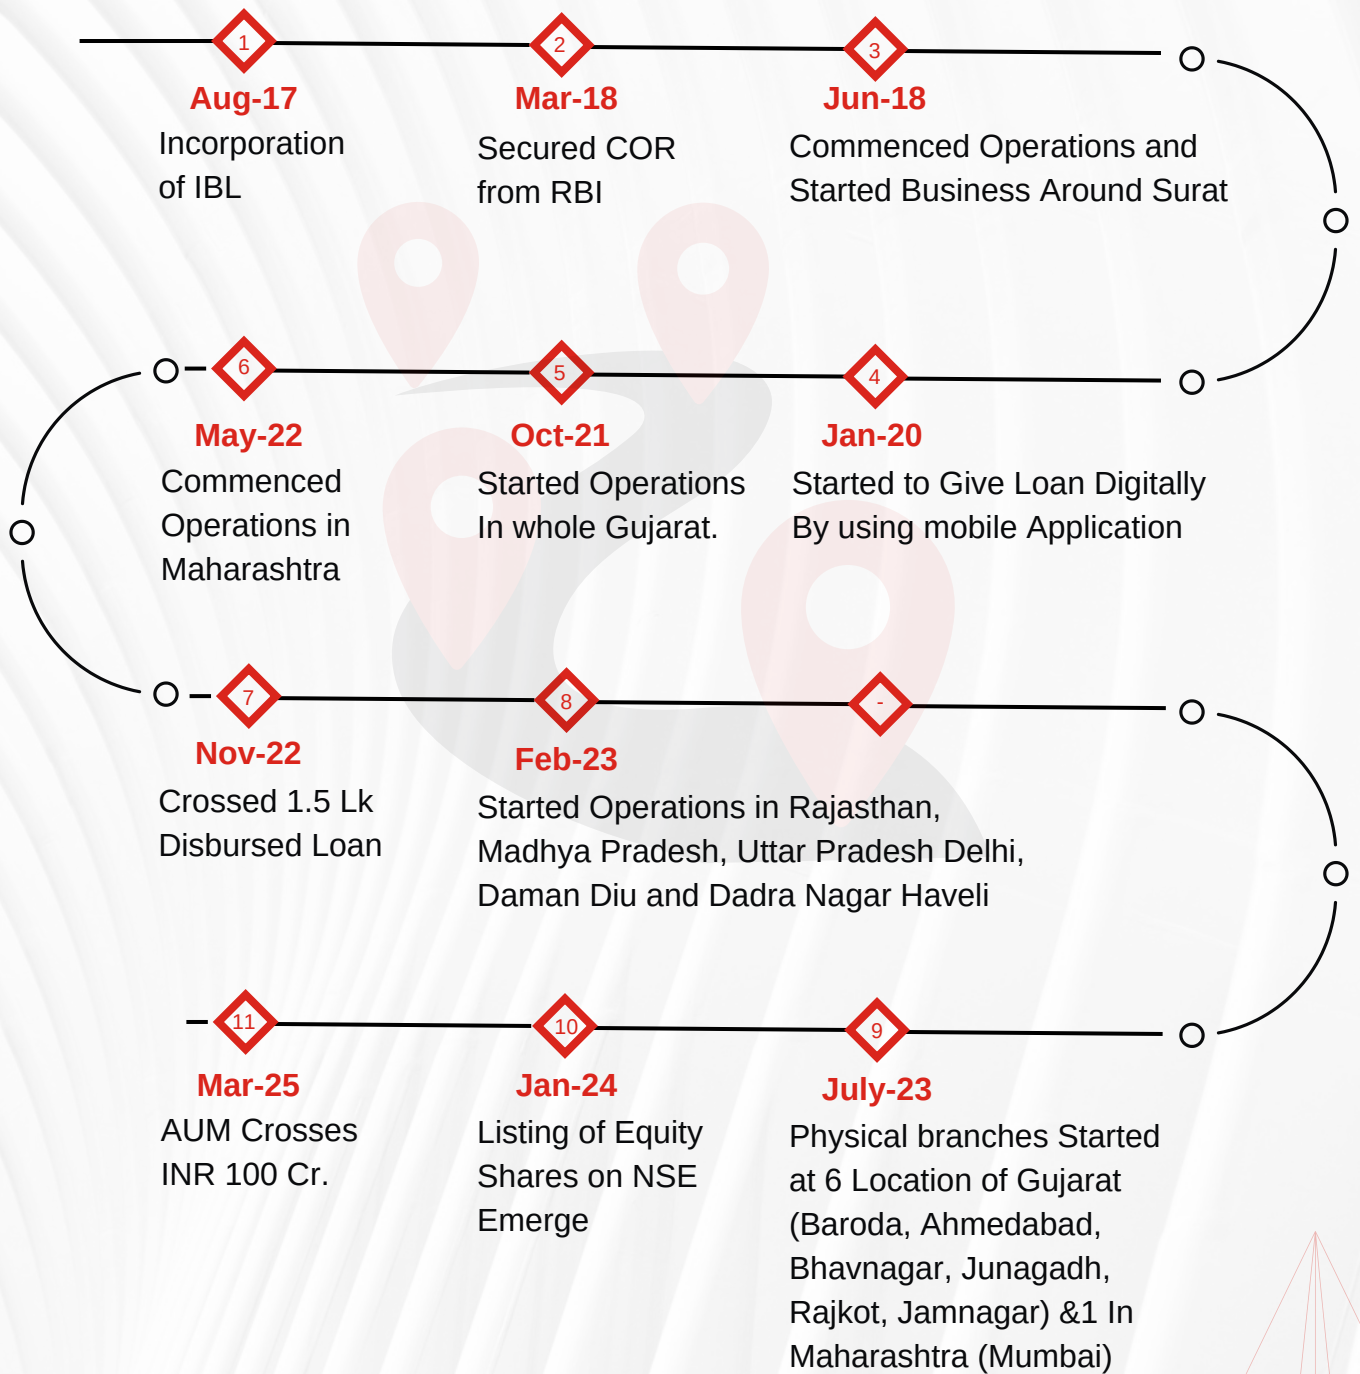 1
Aug-17
Incorporation
of IBL
2
Mar-18
Secured COR
from RBI
3
Jun-18
Commenced Operations and
Started Business Around Surat
6
May-22
Commenced
Operations in
Maharashtra
5
Oct-21
Started Operations
In whole Gujarat.
4
Jan-20
Started to Give Loan Digitally
By using mobile Application
7
Nov-22
Crossed 1.5 Lk
Disbursed Loan
8
Feb-23
Started Operations in Rajasthan,
Madhya Pradesh, Uttar Pradesh Delhi,
Daman Diu and Dadra Nagar Haveli
-
11
Mar-25
AUM Crosses
INR 100 Cr.
10
Jan-24
Listing of Equity
Shares on NSE
Emerge
9
July-23
Physical branches Started
at 6 Location of Gujarat
(Baroda, Ahmedabad,
Bhavnagar, Junagadh,
Rajkot, Jamnagar) &1 In
Maharashtra (Mumbai)